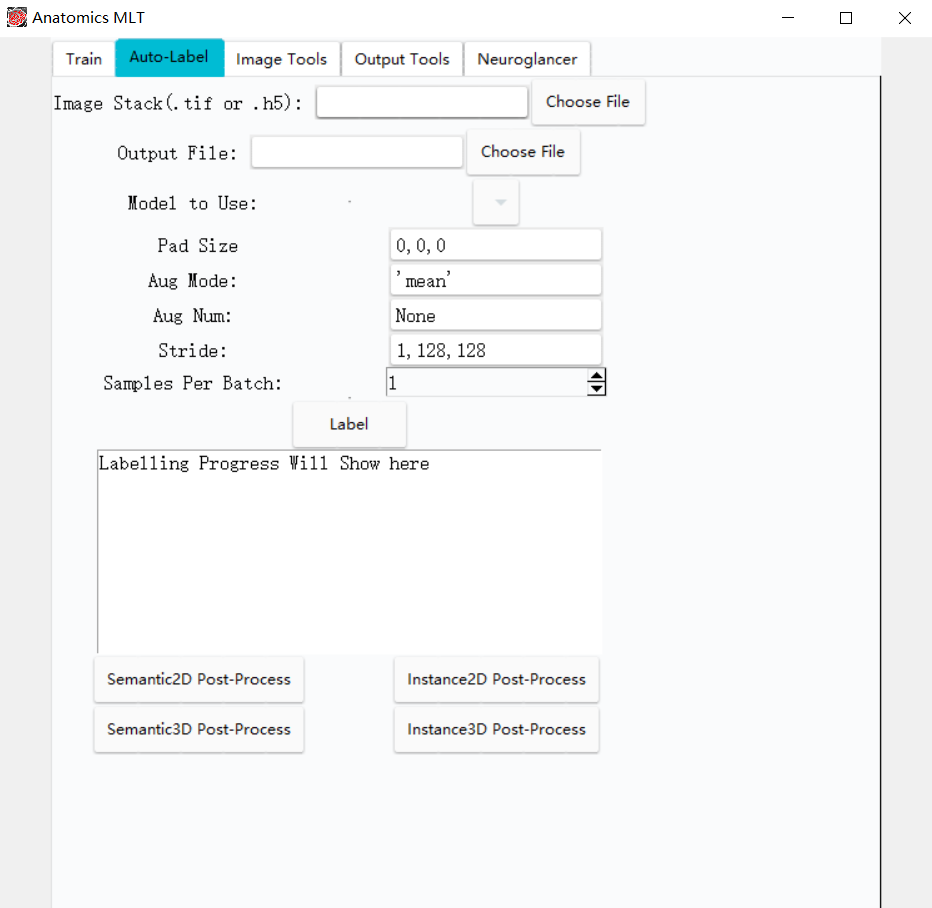 Anatomics MLT
Train Auto-Label Image Tools Output Tools Neuroglancer
Image Stack(.tif or .h5): Choose File
Output File: Choose File
Model to Use:
Pad Size 0,0,0
Aug Mode: 'mean'
Aug Num: None
Stride: 1,128,128
Samples Per Batch: 1
Label
Labelling Progress Will Show here
Semantic2D Post-Process Instance2D Post-Process
Semantic3D Post-Process Instance3D Post-Process